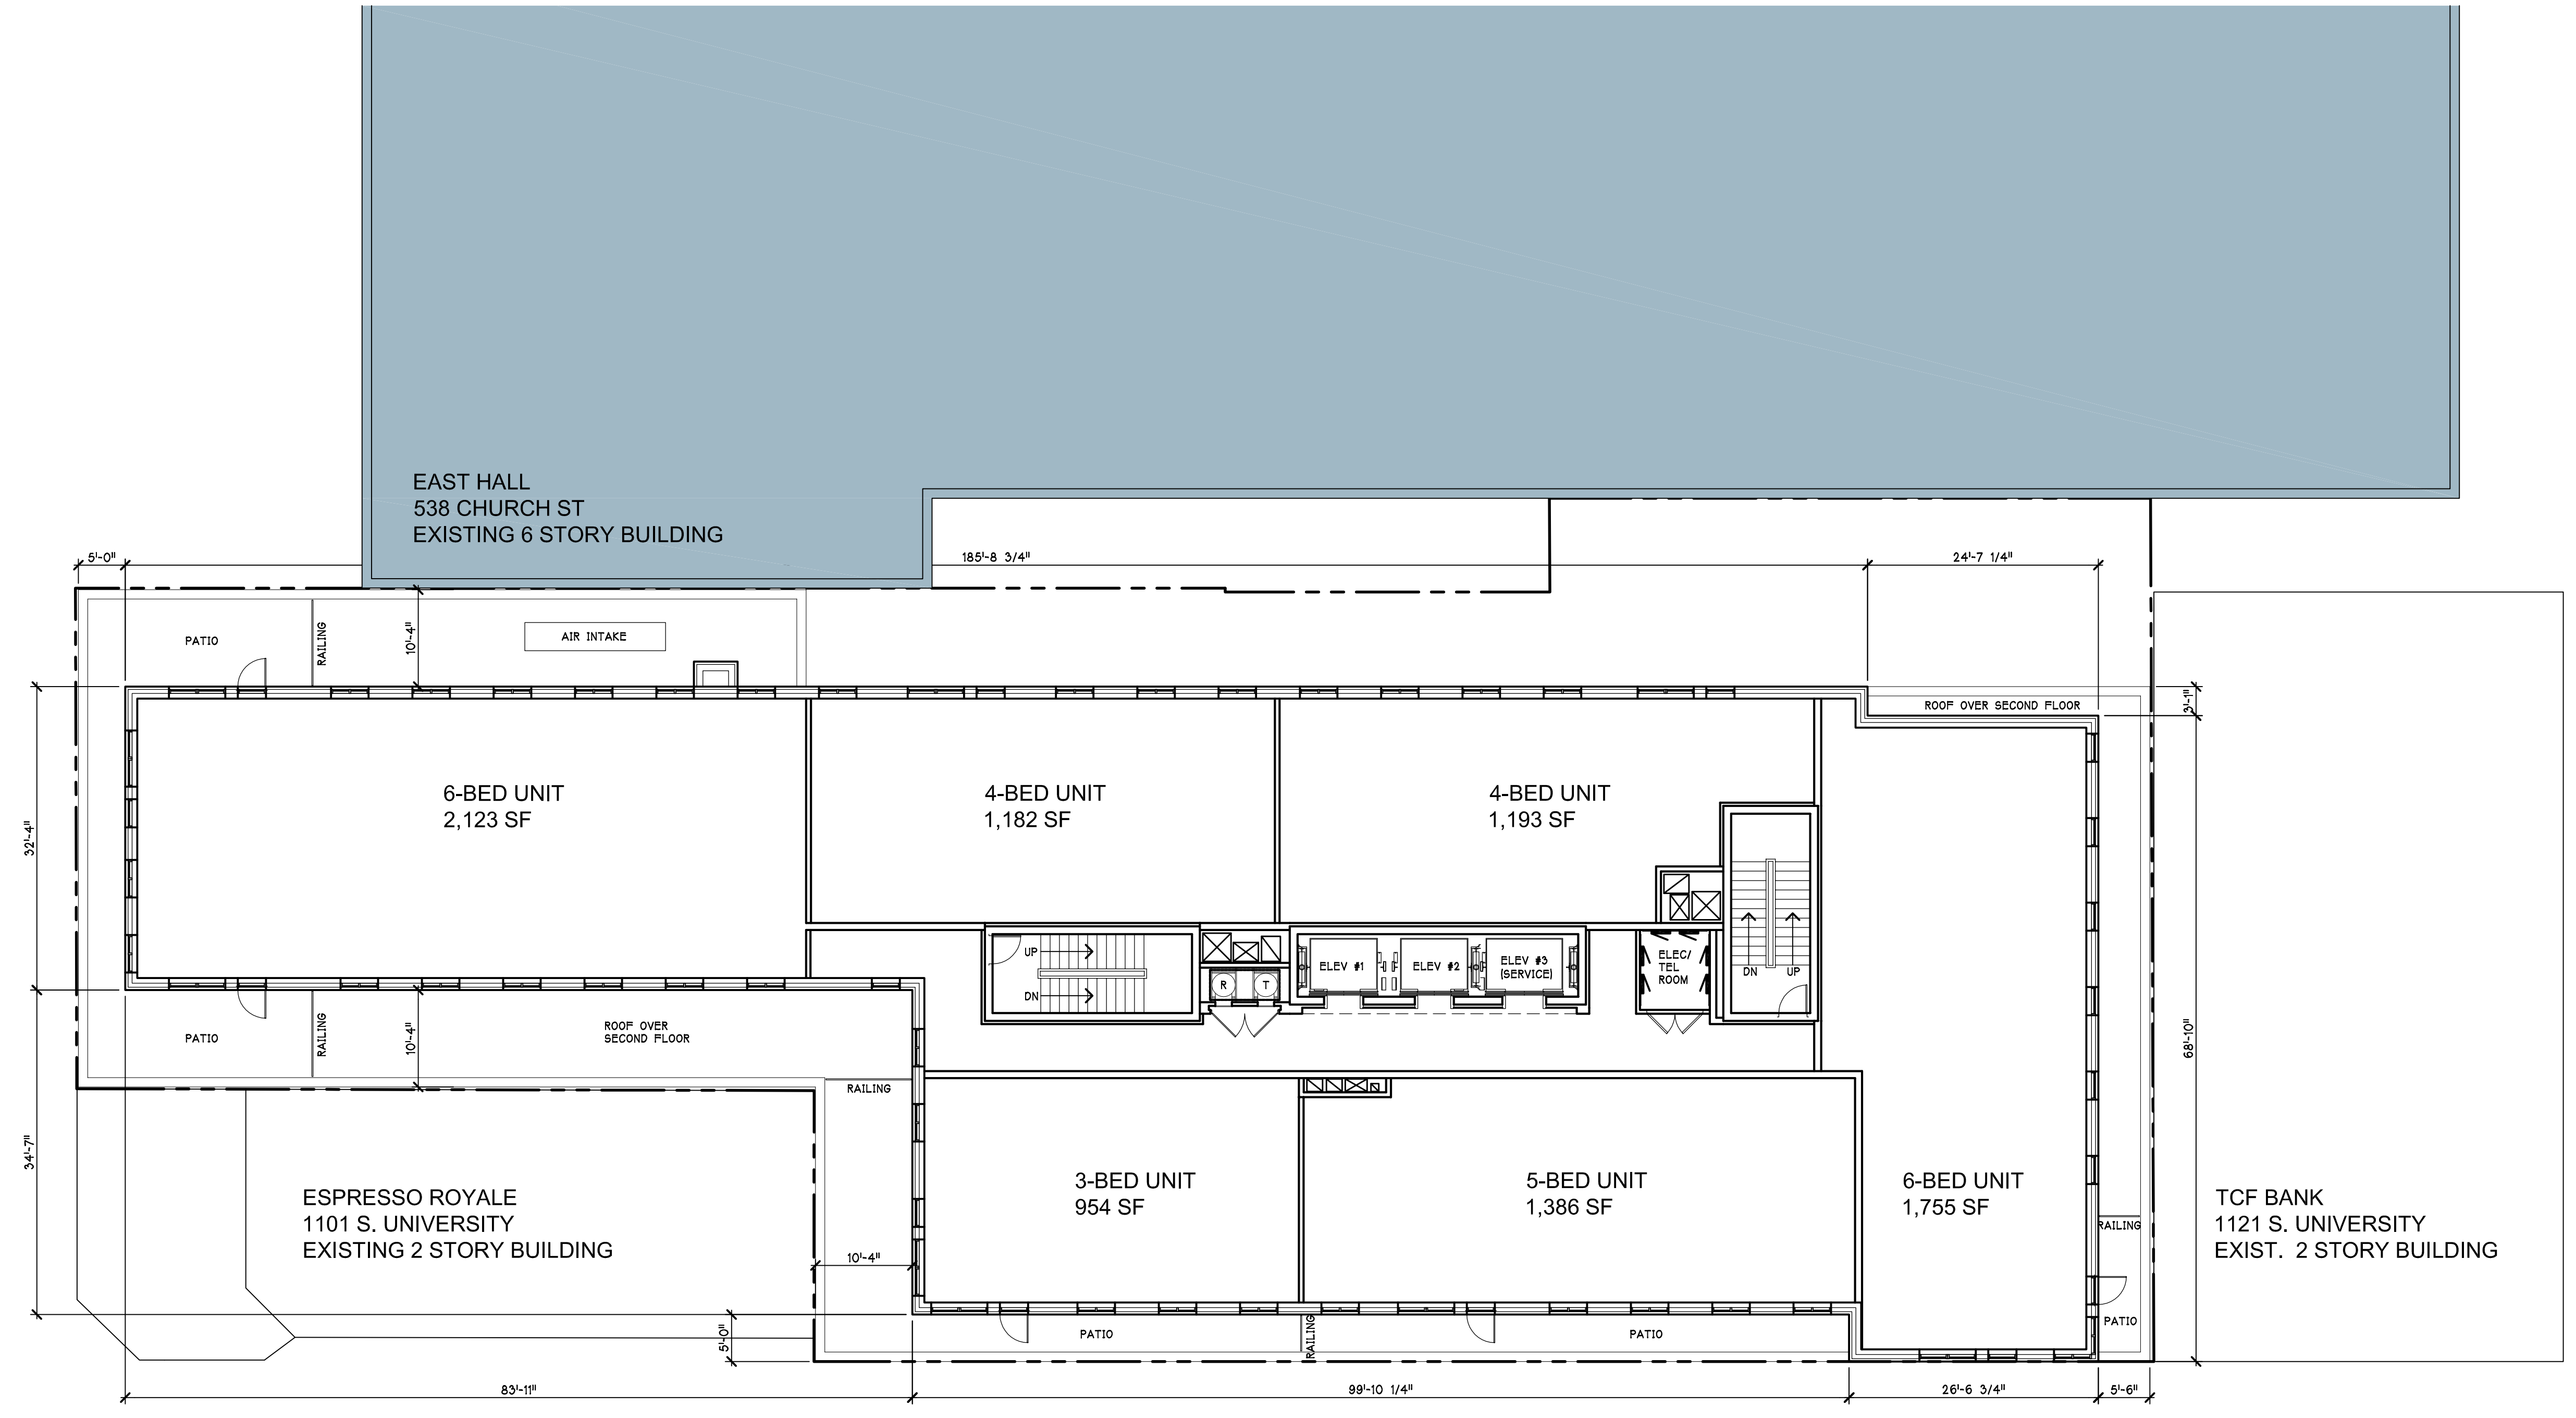 EAST HALL
538 CHURCH ST
EXISTING 6 STORY BUILDING
5'-0"
185'-8 3/4"
24'-7 1/4"
PATIO
RAILING
10'-4"
AIR INTAKE
3'-1"
ROOF OVER SECOND FLOOR
32'-4"
6-BED UNIT
2,123 SF
4-BED UNIT
1,182 SF
4-BED UNIT
1,193 SF
UP
DN
R
T
ELEV #1
ELEV #2
ELEV #3
(SERVICE)
ELEC/
TEL
ROOM
DN
UP
PATIO
RAILING
10'-4"
ROOF OVER
SECOND FLOOR
68'-10"
RAILING
34'-7"
3-BED UNIT
954 SF
5-BED UNIT
1,386 SF
6-BED UNIT
1,755 SF
ESPRESSO ROYALE
1101 S. UNIVERSITY
EXISTING 2 STORY BUILDING
RAILING
TCF BANK
1121 S. UNIVERSITY
EXIST. 2 STORY BUILDING
10'-4"
5'-0"
PATIO
RAILING
PATIO
PATIO
83'-11"
99'-10 1/4"
26'-6 3/4"
5'-6"